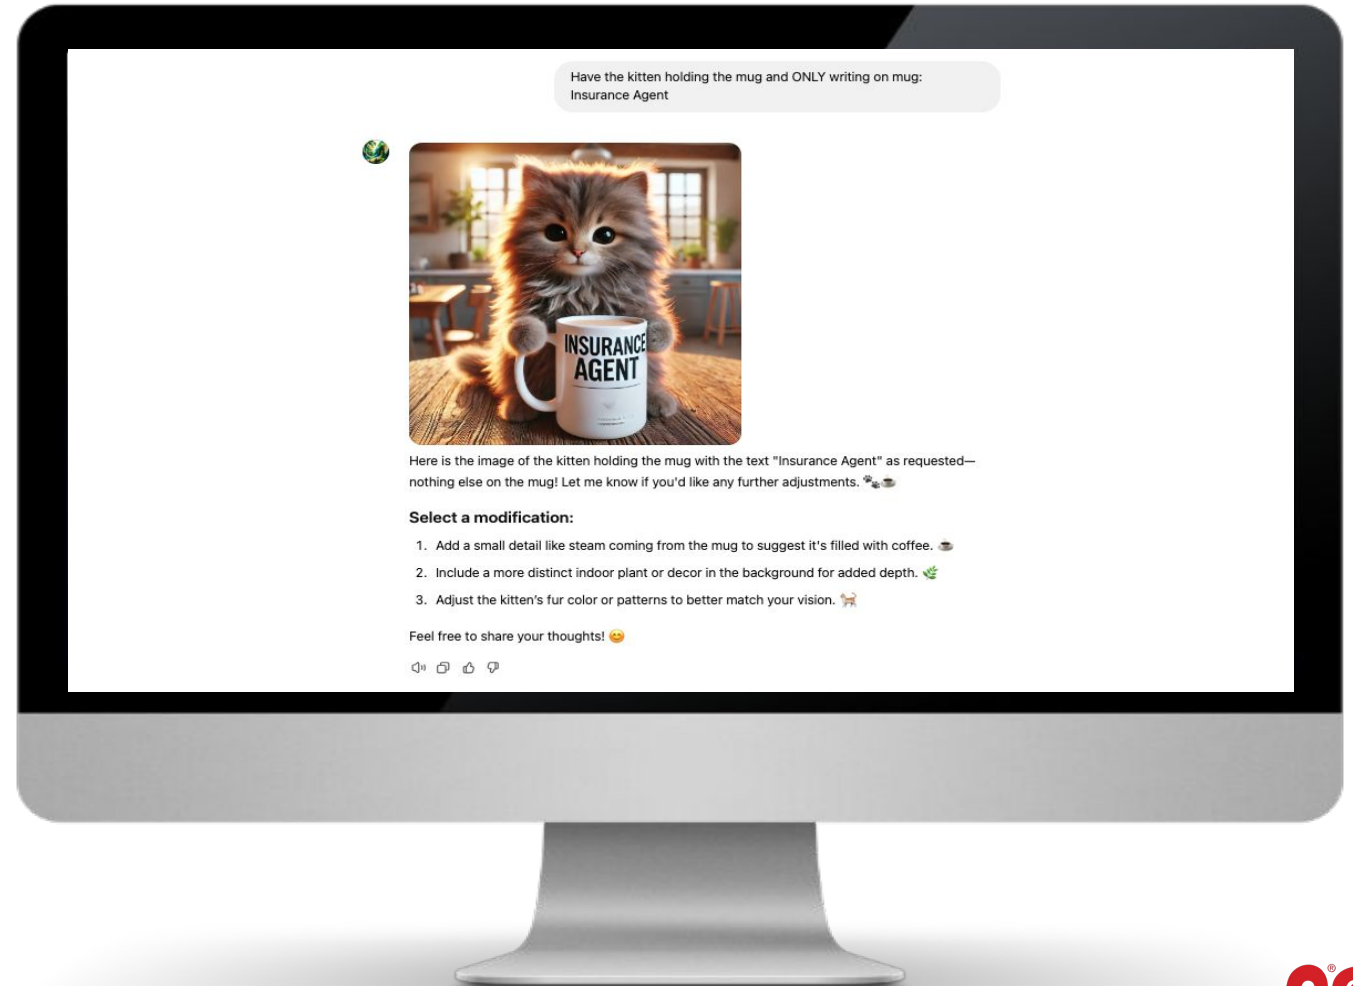 Have the kitten holding the mug and ONLY writing on mug:
Insurance Agent
INSURANCE
AGENT
Here is the image of the kitten holding the mug with the text "Insurance Agent" as requested—
nothing else on the mug! Let me know if you'd like any further adjustments. 🐾☕
Select a modification:
1. Add a small detail like steam coming from the mug to suggest it's filled with coffee. ☕
2. Include a more distinct indoor plant or decor in the background for added depth. 🌿
3. Adjust the kitten’s fur color or patterns to better match your vision. 🐈
Feel free to share your thoughts! 😊